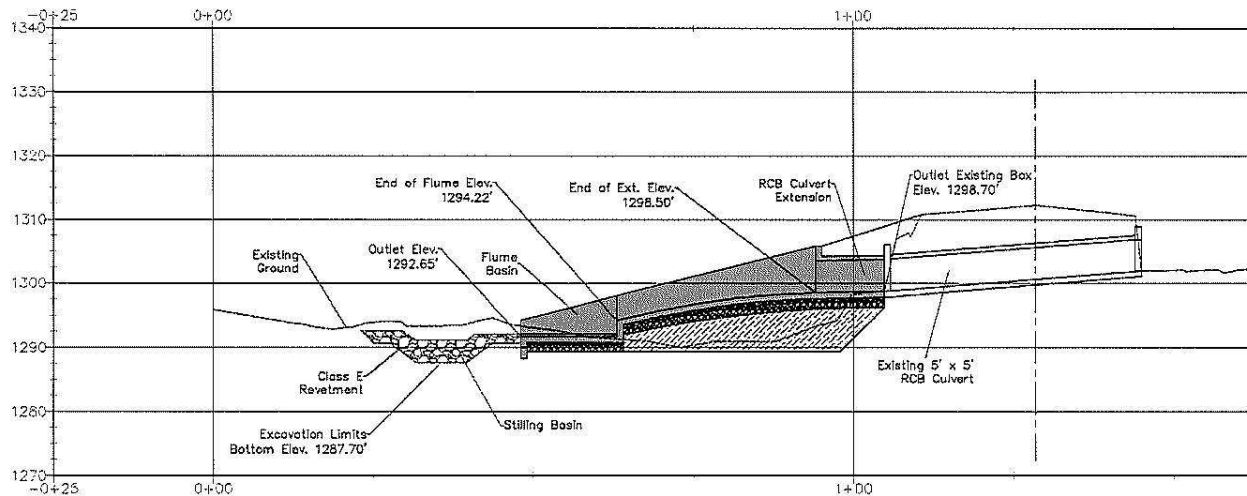 -0+25
0+00
1+00
1340
1330
1320
1310
1300
1290
1280
1270
End of Flume Elev.
1294.22'
End of Ext. Elev.
1298.50'
RCB Culvert
Extension
Outlet Existing Box
Elev. 1298.70'
Existing
Ground
Outlet Elev.
1292.65'
Flume
Basin
Class E
Revetment
Existing 5' x 5'
RCB Culvert
Stilling Basin
Excavation Limits
Bottom Elev. 1287.70'
-0+25
0+00
1+00